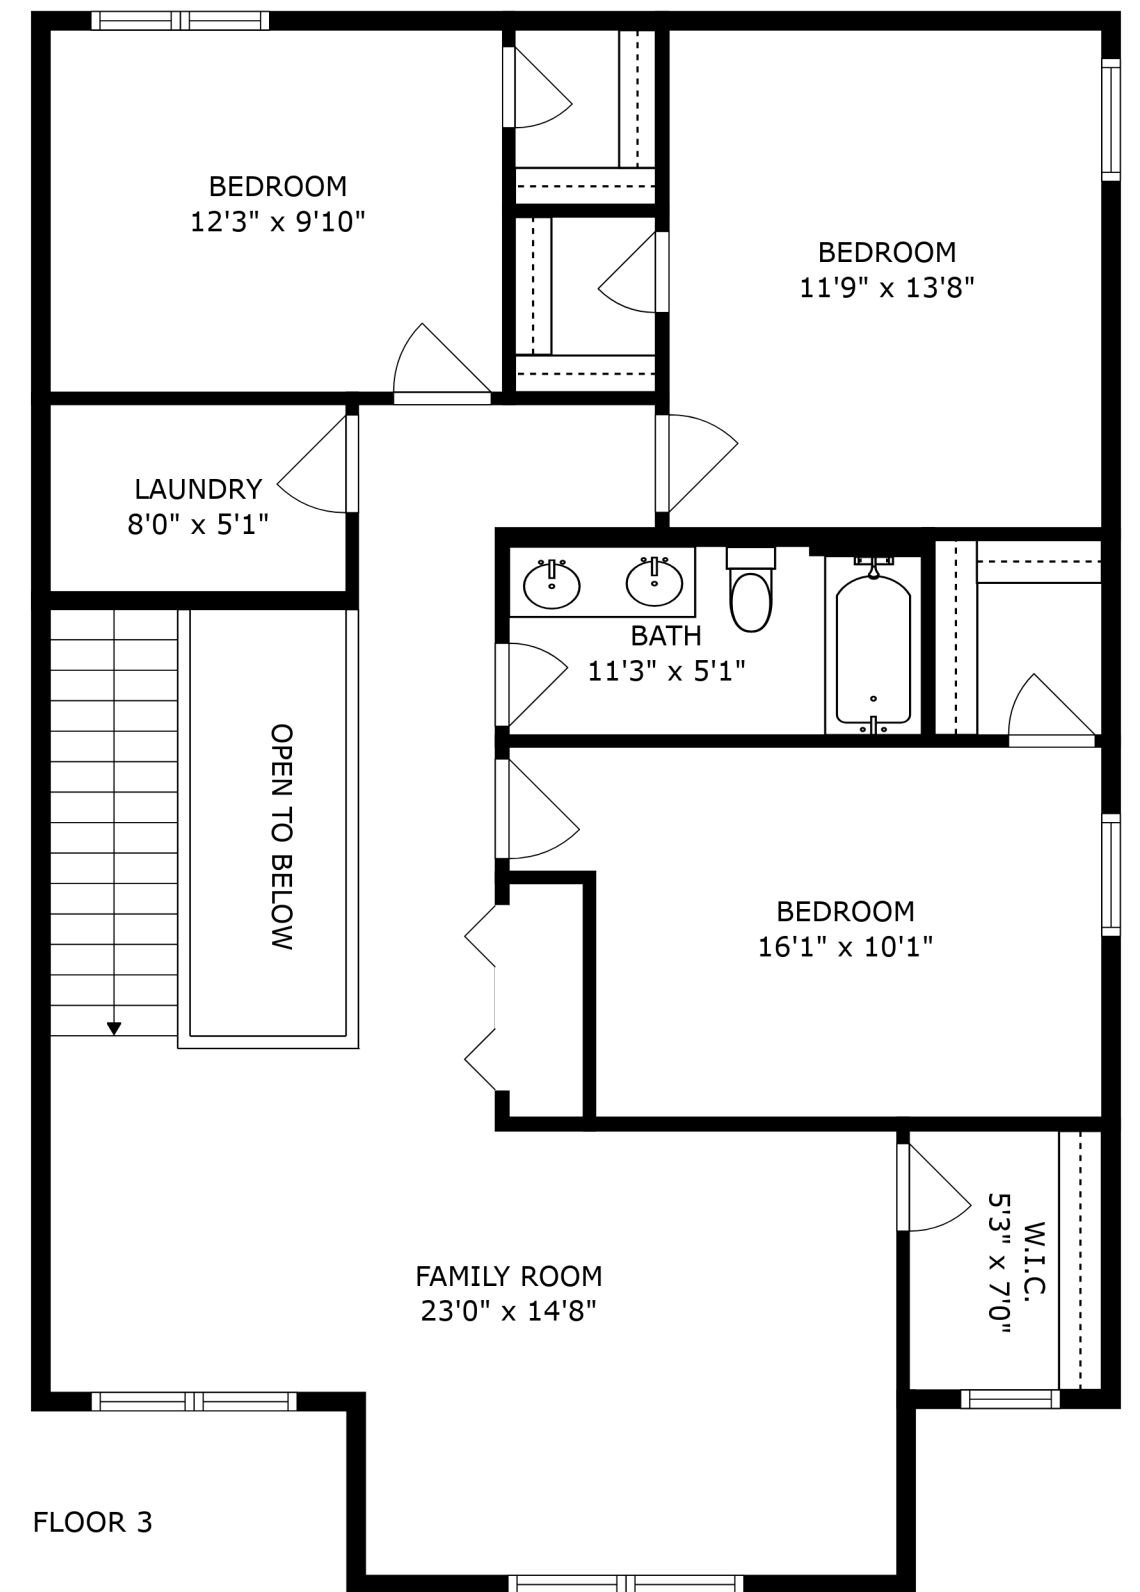 BEDROOM
12'3" x 9'10"
BEDROOM
11'9" x 13'8"
LAUNDRY
8'0" x 5'1"
BATH
11'3" x 5'1"
OPEN TO BELOW
BEDROOM
16'1" x 10'1"
FAMILY ROOM
23'0" x 14'8"
W.I.C.
5'3" x 7'0"
FLOOR 3